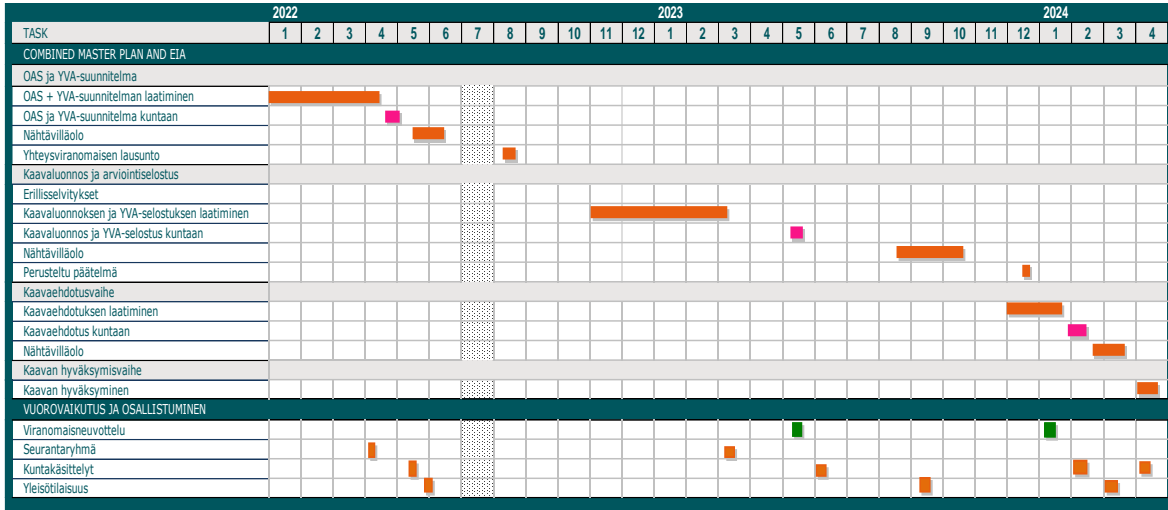 2022 2023 2024
TASK 1 2 3 4 5 6 7 8 9 10 11 12 1 2 3 4 5 6 7 8 9 10 11 12 1 2 3 4
COMBINED MASTER PLAN AND EIA
OAS ja YVA-suunnitelma
OAS + YVA-suunnitelman laatiminen
OAS ja YVA-suunnitelma kuntaan
Nähtävilläolo
Yhteysviranomaisen lausunto
Kaavaluonnos ja arviointiselostus
Erillisselvitykset
Kaavaluonnoksen ja YVA-selostuksen laatiminen
Kaavaluonnos ja YVA-selostus kuntaan
Nähtävilläolo
Perusteltu päätelmä
Kaavaehdotusvaihe
Kaavaehdotuksen laatiminen
Kaavaehdotus kuntaan
Nähtävilläolo
Kaavan hyväksymisvaihe
Kaavan hyväksyminen
VUOROVAIKUTUS JA OSALLISTUMINEN
Viranomaisneuvottelu
Seurantaryhmä
Kuntakäsittelyt
Yleisötilaisuus